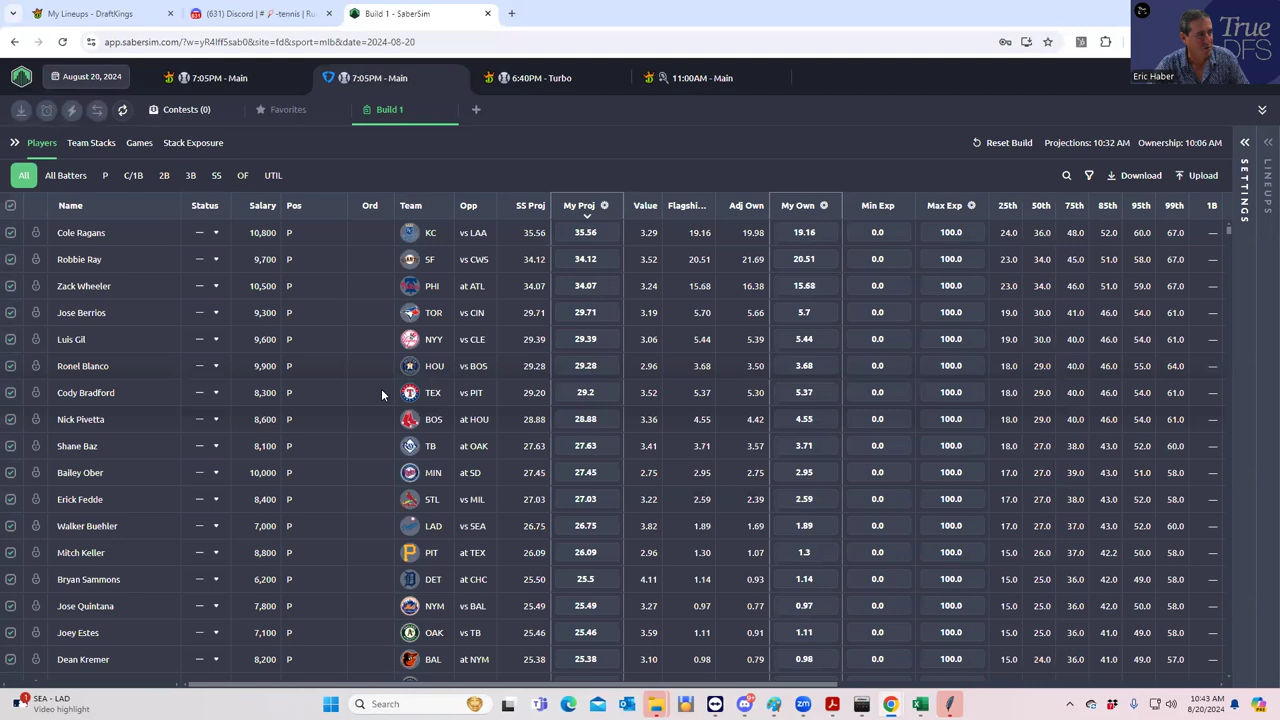 My Lineups - DraftKings
(631) Discord | # 🎾-tennis | Ru
Build 1 - SaberSim
app.sabersim.com/?w=yR4Iff5sab0&site=fd&sport=mlb&date=2024-08-20
True
DFS
Eric Haber
August 20, 2024
7:05PM - Main
7:05PM - Main
6:40PM - Turbo
11:00AM - Main
Contests (0)
Favorites
Build 1
Players Team Stacks Games Stack Exposure
Reset Build Projections: 10:32 AM Ownership: 10:06 AM
All All Batters P C/1B 2B 3B SS OF UTIL
Download Upload
SETTINGS
LINEUPS
Name Status Salary Pos Ord Team Opp SS Proj My Proj Value Flagshi... Adj Own My Own Min Exp Max Exp 25th 50th 75th 85th 95th 99th 1B
Cole Ragans — 10,800 P KC vs LAA 35.56 35.56 3.29 19.16 19.98 19.16 0.0 100.0 24.0 36.0 48.0 52.0 60.0 67.0 —
Robbie Ray — 9,700 P SF vs CWS 34.12 34.12 3.52 20.51 21.69 20.51 0.0 100.0 23.0 34.0 45.0 51.0 58.0 67.0 —
Zack Wheeler — 10,500 P PHI at ATL 34.07 34.07 3.24 15.68 16.38 15.68 0.0 100.0 23.0 34.0 46.0 51.0 59.0 67.0 —
Jose Berrios — 9,300 P TOR vs CIN 29.71 29.71 3.19 5.70 5.66 5.7 0.0 100.0 19.0 30.0 41.0 46.0 54.0 61.0 —
Luis Gil — 9,600 P NYY vs CLE 29.39 29.39 3.06 5.44 5.39 5.44 0.0 100.0 19.0 30.0 40.0 46.0 54.0 61.0 —
Ronel Blanco — 9,900 P HOU vs BOS 29.28 29.28 2.96 3.68 3.50 3.68 0.0 100.0 18.0 29.0 40.0 46.0 55.0 64.0 —
Cody Bradford — 8,300 P TEX vs PIT 29.20 29.2 3.52 5.37 5.30 5.37 0.0 100.0 18.0 29.0 40.0 46.0 54.0 61.0 —
Nick Pivetta — 8,600 P BOS at HOU 28.88 28.88 3.36 4.55 4.42 4.55 0.0 100.0 18.0 29.0 40.0 46.0 54.0 61.0 —
Shane Baz — 8,100 P TB at OAK 27.63 27.63 3.41 3.71 3.57 3.71 0.0 100.0 17.0 27.0 38.0 43.0 52.0 60.0 —
Bailey Ober — 10,000 P MIN at SD 27.45 27.45 2.75 2.95 2.85 2.95 0.0 100.0 17.0 27.0 39.0 43.0 51.0 58.0 —
Erick Fedde — 8,400 P STL vs MIL 27.03 27.03 3.22 2.59 2.39 2.59 0.0 100.0 17.0 27.0 38.0 43.0 52.0 58.0 —
Walker Buehler — 7,000 P LAD vs SEA 26.75 26.75 3.82 1.89 1.69 1.89 0.0 100.0 17.0 27.0 37.0 43.0 52.0 60.0 —
Mitch Keller — 8,800 P PIT at TEX 26.09 26.09 2.96 1.30 1.07 1.3 0.0 100.0 15.0 26.0 37.0 42.2 50.0 58.0 —
Bryan Sammons — 6,200 P DET at CHC 25.50 25.5 4.11 1.14 0.93 1.14 0.0 100.0 15.0 25.0 36.0 42.0 49.0 58.0 —
Jose Quintana — 7,800 P NYM vs BAL 25.49 25.49 3.27 0.97 0.77 0.97 0.0 100.0 15.0 25.0 36.0 42.0 50.0 58.0 —
Joey Estes — 7,100 P OAK vs TB 25.46 25.46 3.59 1.11 0.91 1.11 0.0 100.0 15.0 25.0 36.0 41.0 49.0 58.0 —
Dean Kremer — 8,200 P BAL at NYM 25.38 25.38 3.10 0.98 0.79 0.98 0.0 100.0 15.0 24.0 36.0 41.0 49.0 57.0 —
SEA - LAD
Video highlight
Search
10:43 AM
8/20/2024